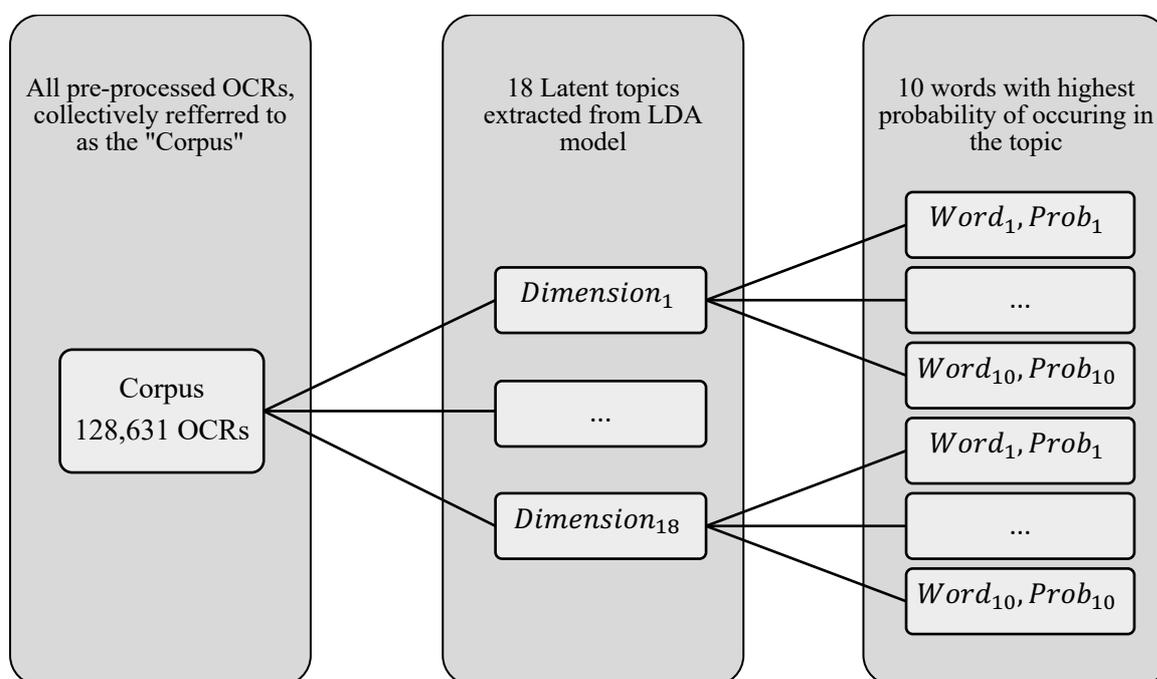 All pre-processed OCRs,
collectively refferred to
as the "Corpus"
18 Latent topics
extracted from LDA
model
10 words with highest
probability of occuring in
the topic
Corpus
128,631 OCRs
Dimension₁
...
Dimension₁₈
Word₁, Prob₁
...
Word₁₀, Prob₁₀
Word₁, Prob₁
...
Word₁₀, Prob₁₀